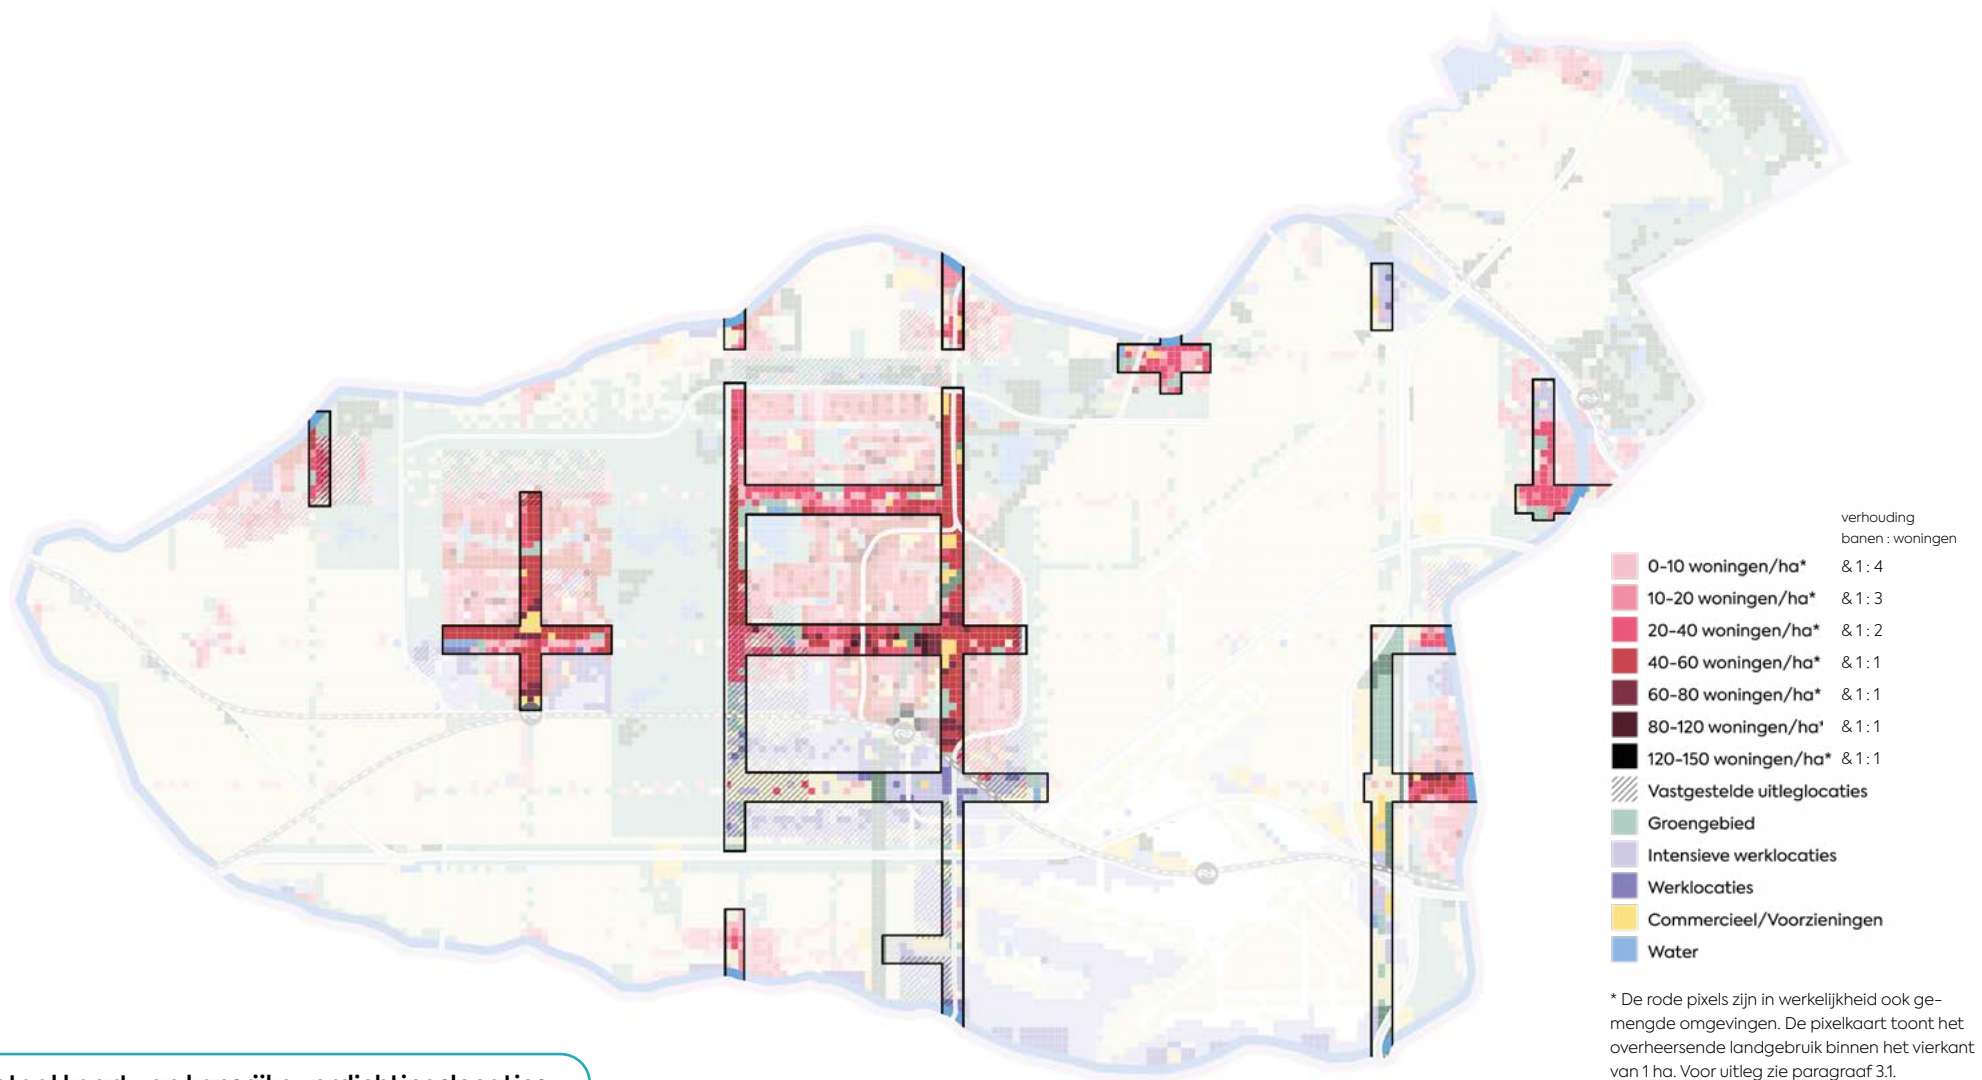 verhouding
banen : woningen
0-10 woningen/ha* & 1 : 4
10-20 woningen/ha* & 1 : 3
20-40 woningen/ha* & 1 : 2
40-60 woningen/ha* & 1 : 1
60-80 woningen/ha* & 1 : 1
80-120 woningen/ha* & 1 : 1
120-150 woningen/ha* & 1 : 1
Vastgestelde uitleglocaties
Groengebied
Intensieve werklocaties
Werklocaties
Commercieel/Voorzieningen
Water
* De rode pixels zijn in werkelijkheid ook ge-
mengde omgevingen. De pixelkaart toont het
overheersende landgebruik binnen het vierkant
van 1 ha. Voor uitleg zie paragraaf 3.1.